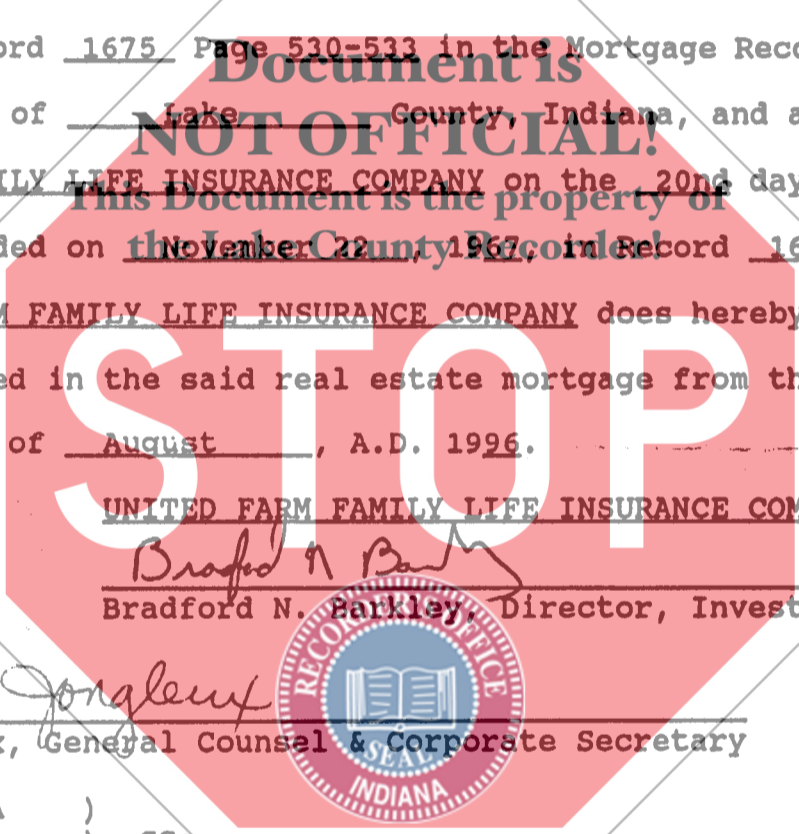 ord 1675 Page 530-533 in the Mortgage Reco
Document is
of Lake County, Indiana, and a
NOT OFFICIAL!
ILY LIFE INSURANCE COMPANY on the 20nd day
This Document is the property of
ded on November 22, 1967, in Record 16
the Lake County Recorder!
M FAMILY LIFE INSURANCE COMPANY does hereby
STOP
ed in the said real estate mortgage from th
of August, A.D. 1996.
UNITED FARM FAMILY LIFE INSURANCE COM
Bradford N Barkley
Bradford N. Barkley, Director, Invest
RECORDER'S OFFICE
Jongleux
x, General Counsel & Corporate Secretary
SEAL
INDIANA
)
) SS